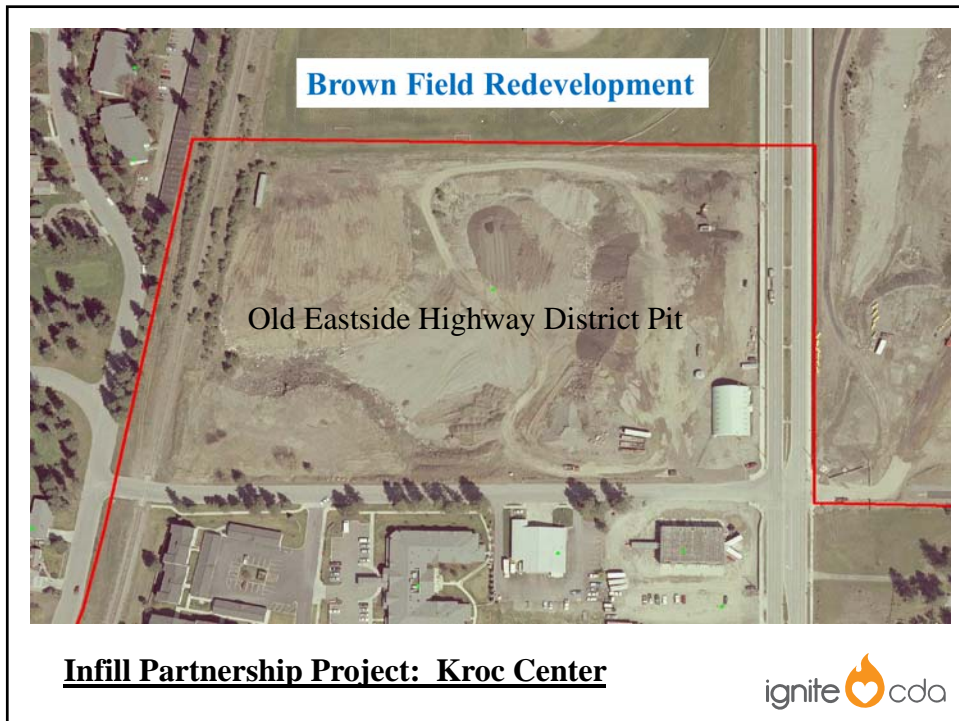 Brown Field Redevelopment
Old Eastside Highway District Pit
Infill Partnership Project: Kroc Center
ignite cda